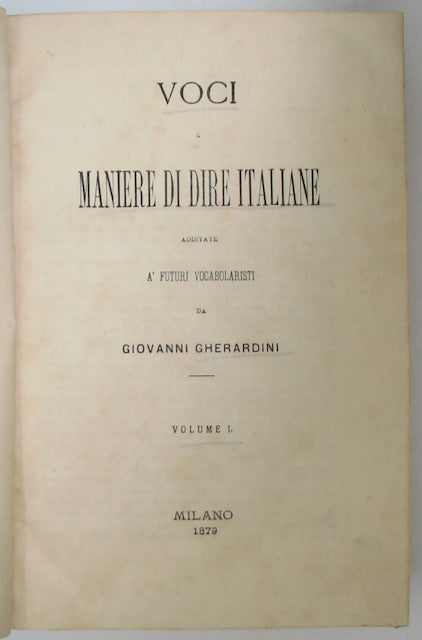 VOCI
E
MANIERE DI DIRE ITALIANE
ADDITATE
A' FUTURI VOCABOLARISTI
DA
GIOVANNI GHERARDINI
VOLUME I.
MILANO
1879